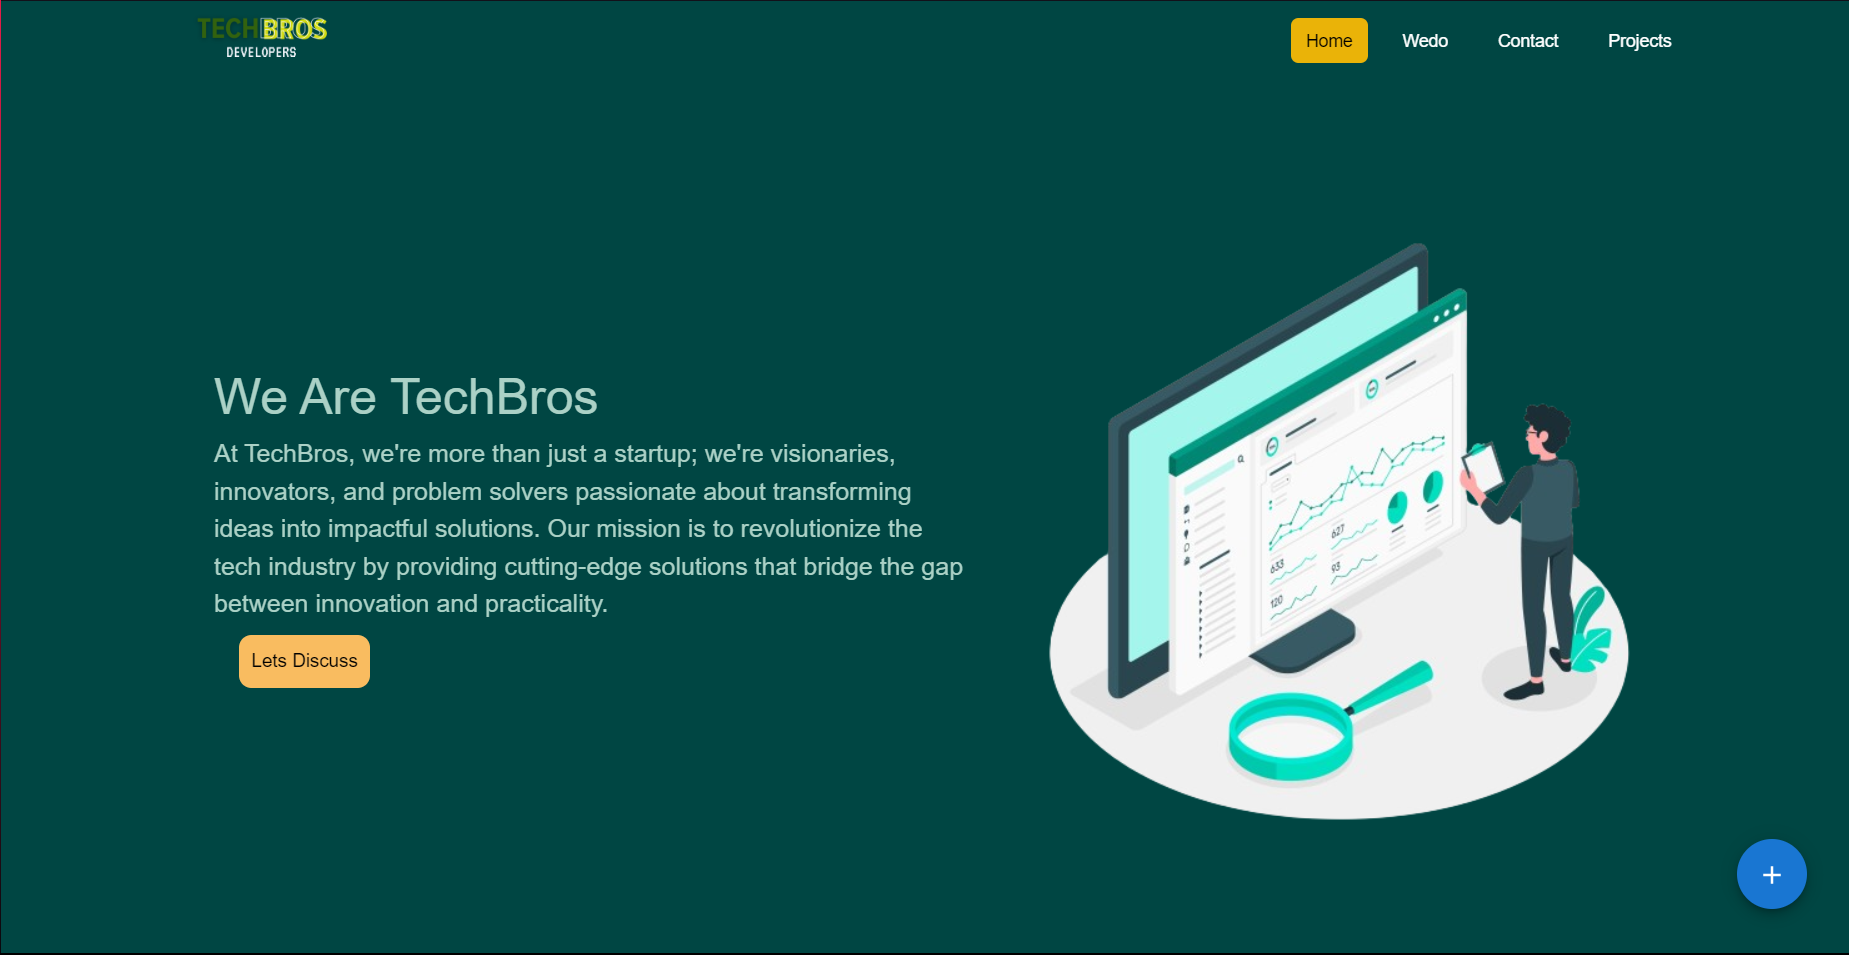 TECHBROS
DEVELOPERS
Home
Wedo
Contact
Projects
We Are TechBros
At TechBros, we're more than just a startup; we're visionaries,
innovators, and problem solvers passionate about transforming
ideas into impactful solutions. Our mission is to revolutionize the
tech industry by providing cutting-edge solutions that bridge the gap
between innovation and practicality.
Lets Discuss
627
633
93
120
+